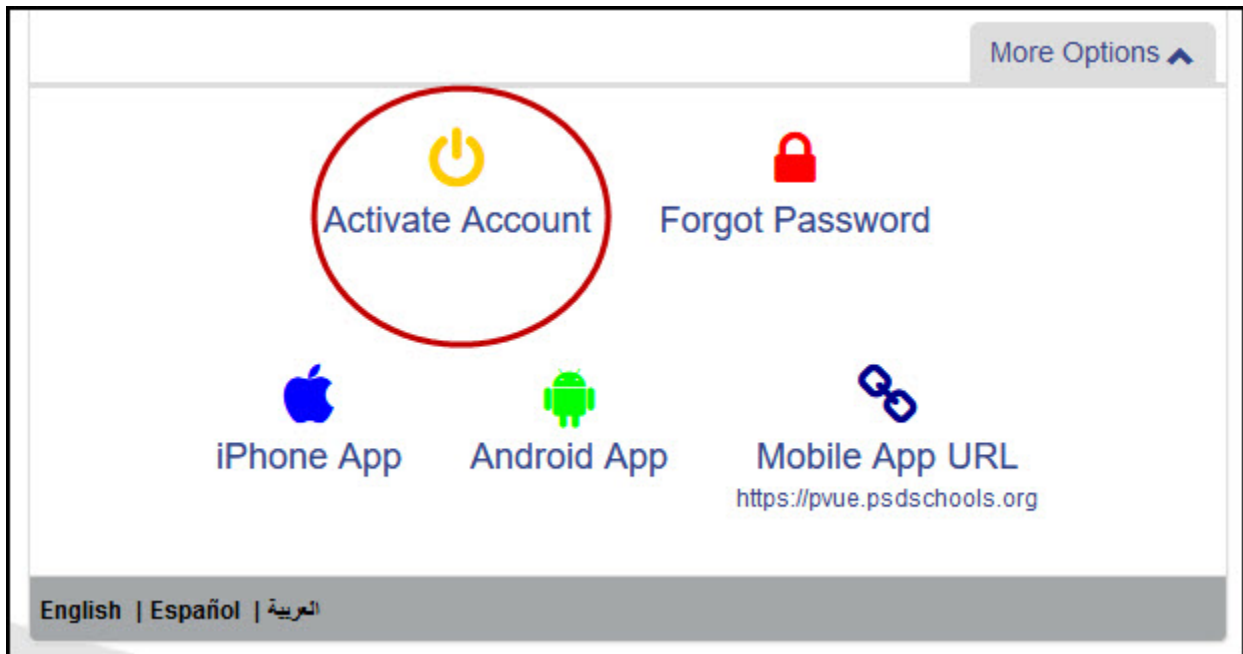 More Options
Activate Account
Forgot Password
iPhone App
Android App
Mobile App URL
https://pvue.psdschools.org
English | Español | العربية